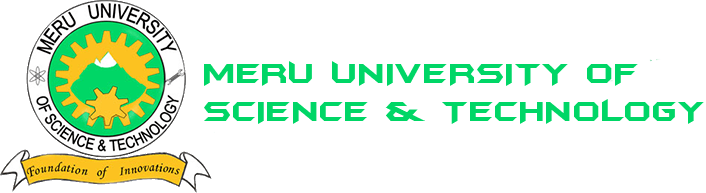 MERU UNIVERSITY
OF SCIENCE & TECHNOLOGY
Foundation of Innovations
MERU UNIVERSITY OF
SCIENCE & TECHNOLOGY